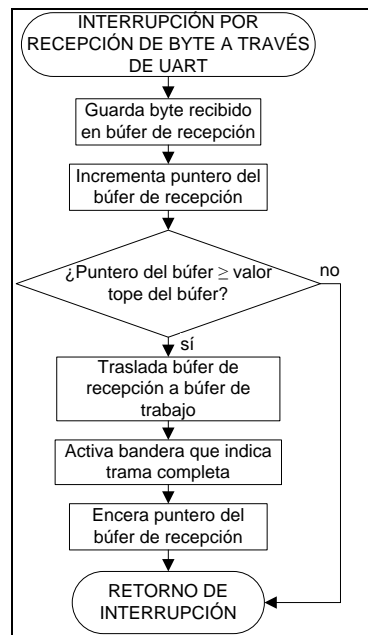 INTERRUPCIÓN POR
RECEPCIÓN DE BYTE A TRAVÉS
DE UART
Guarda byte recibido
en búfer de recepción
Incrementa puntero del
búfer de recepción
¿Puntero del búfer ≥ valor
tope del búfer?
no
sí
Traslada búfer de
recepción a búfer de
trabajo
Activa bandera que indica
trama completa
Encera puntero del
búfer de recepción
RETORNO DE
INTERRUPCIÓN